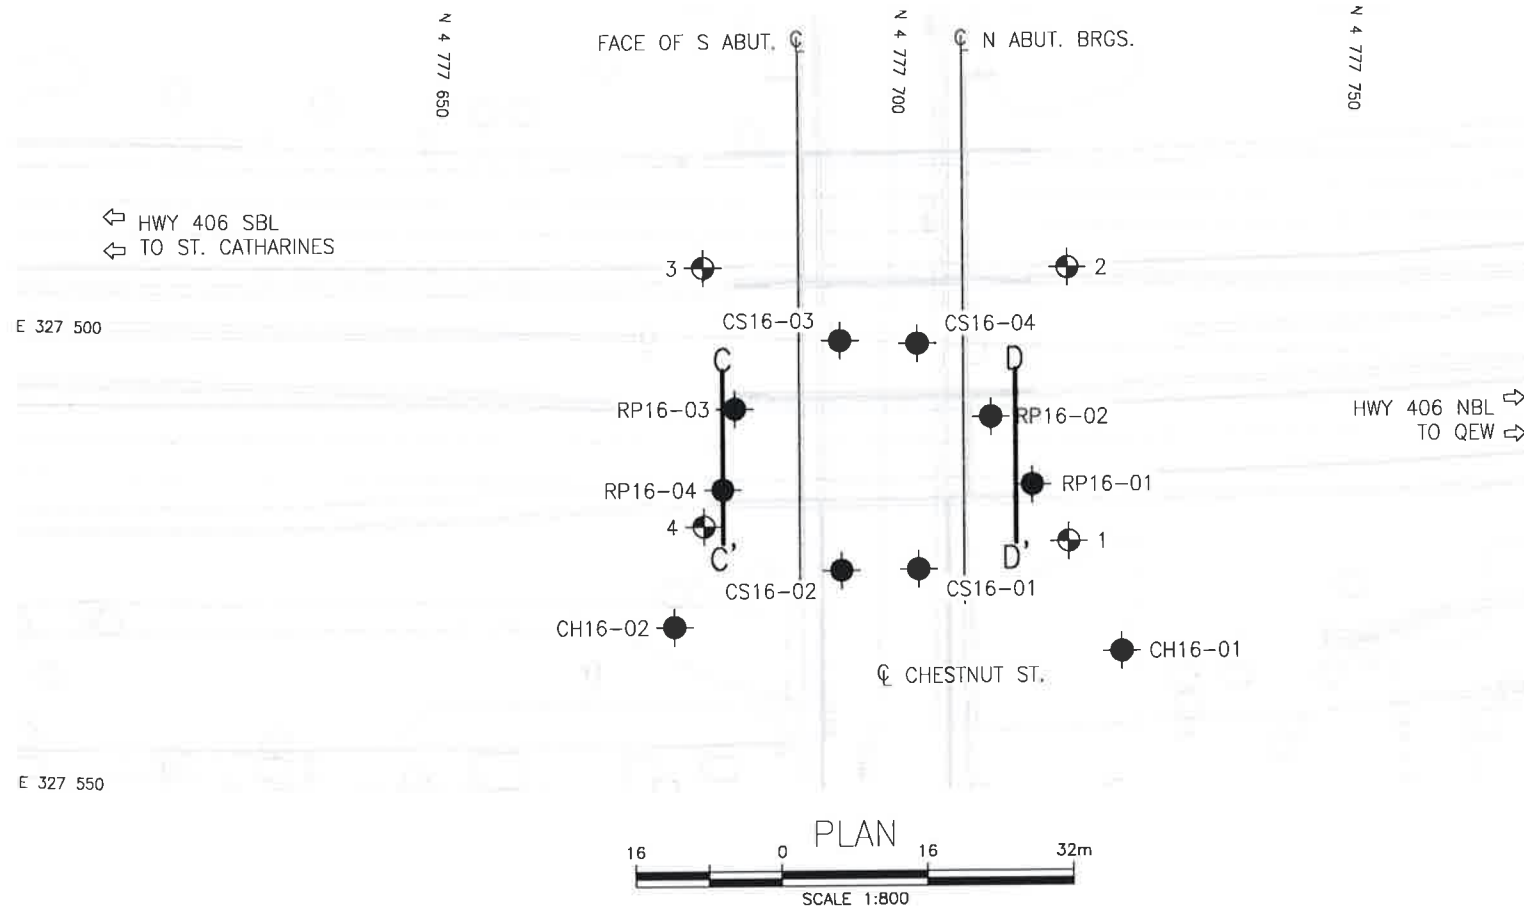 N 4 777 650
N 4 777 700
N 4 777 750
FACE OF S ABUT. ℄
℄ N ABUT. BRGS.
HWY 406 SBL
TO ST. CATHARINES
3
2
E 327 500
CS16-03
CS16-04
C
D
RP16-03
RP16-02
HWY 406 NBL
TO QEW
RP16-04
RP16-01
4
1
C'
D'
CS16-02
CS16-01
CH16-02
CH16-01
℄ CHESTNUT ST.
E 327 550
PLAN
16 0 16 32m
SCALE 1:800